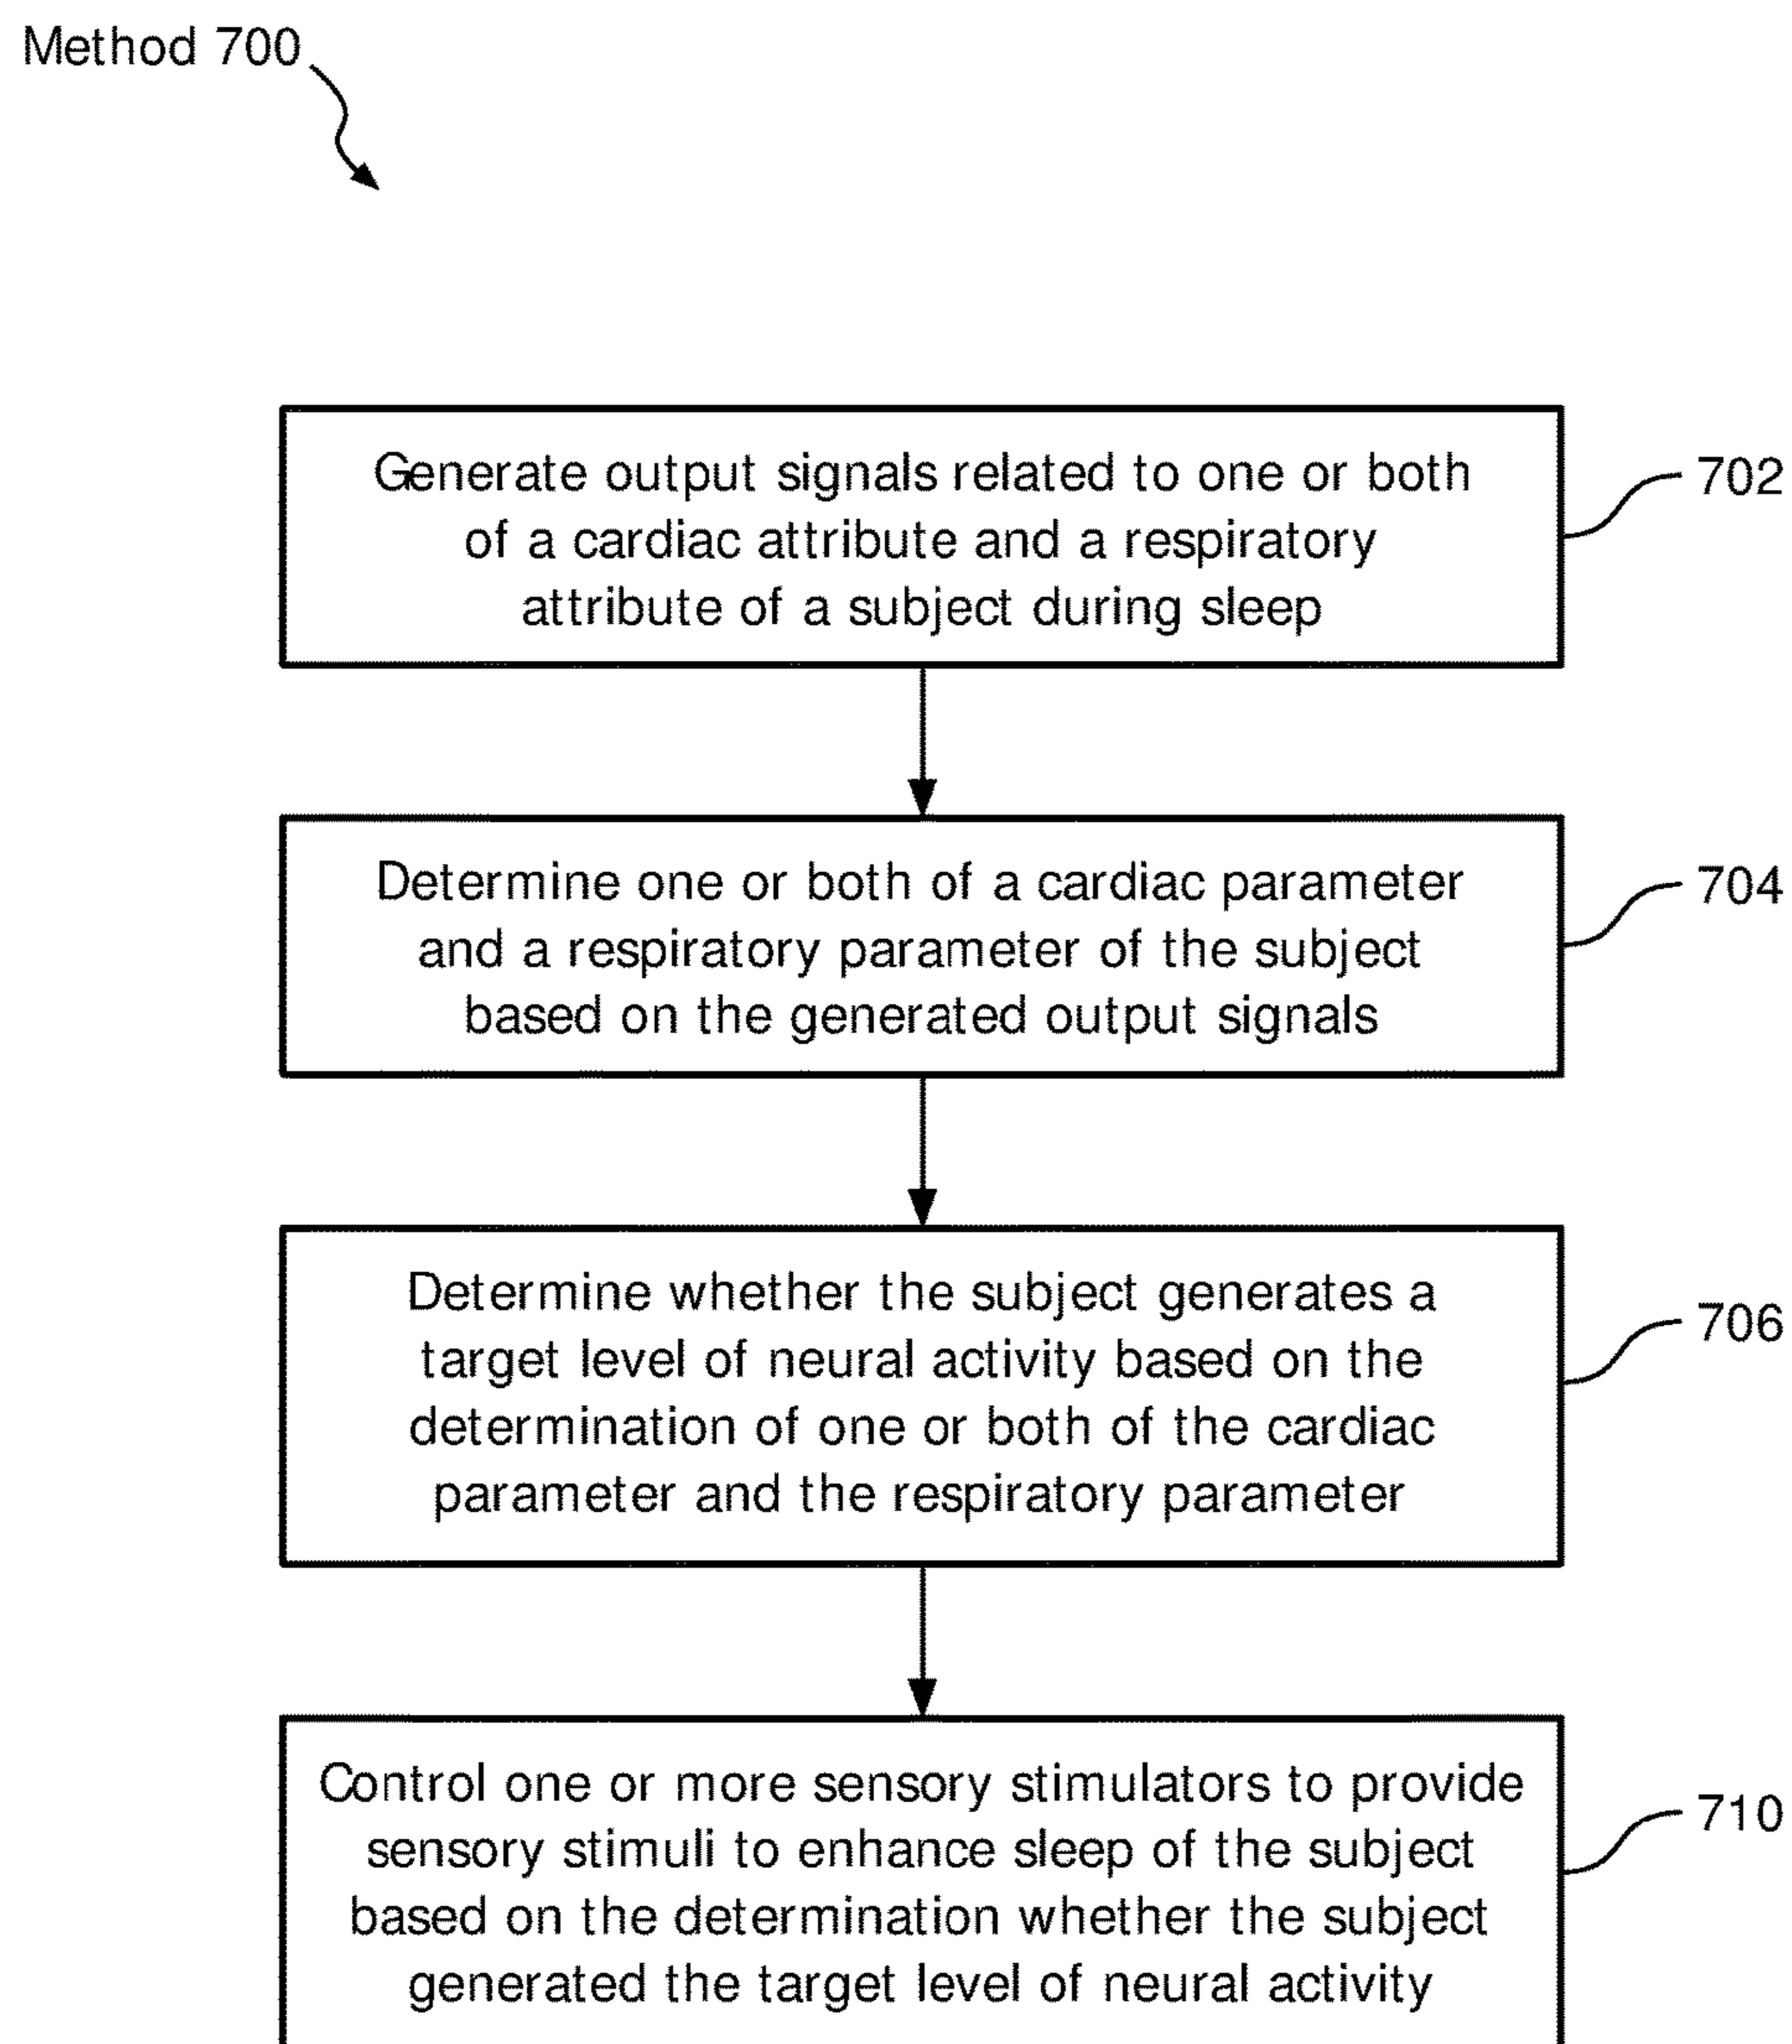 Method 700
Generate output signals related to one or both
of a cardiac attribute and a respiratory
attribute of a subject during sleep
702
Determine one or both of a cardiac parameter
and a respiratory parameter of the subject
based on the generated output signals
704
Determine whether the subject generates a
target level of neural activity based on the
determination of one or both of the cardiac
parameter and the respiratory parameter
706
Control one or more sensory stimulators to provide
sensory stimuli to enhance sleep of the subject
based on the determination whether the subject
generated the target level of neural activity
710